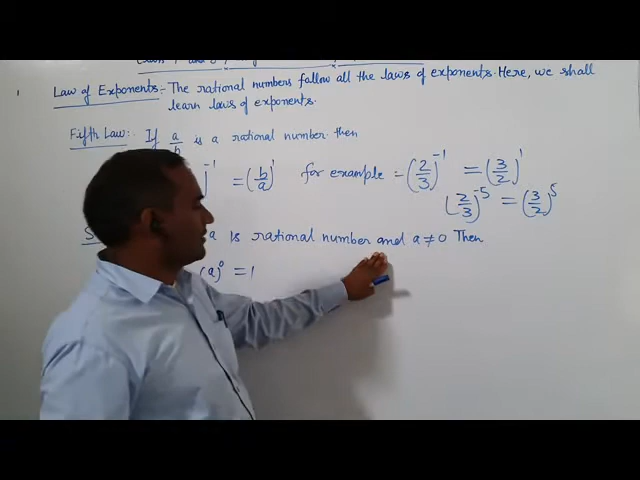 Law of Exponents:- The rational numbers follow all the laws of exponents. Here, we shall
learn laws of exponents.
Fifth Law:- If a/b is a rational number then
)^-1 = (b/a)^1 for example = (2/3)^-1 = (3/2)^1
(2/3)^-5 = (3/2)^5
a is rational number and a ≠ 0 Then
(a)^0 = 1